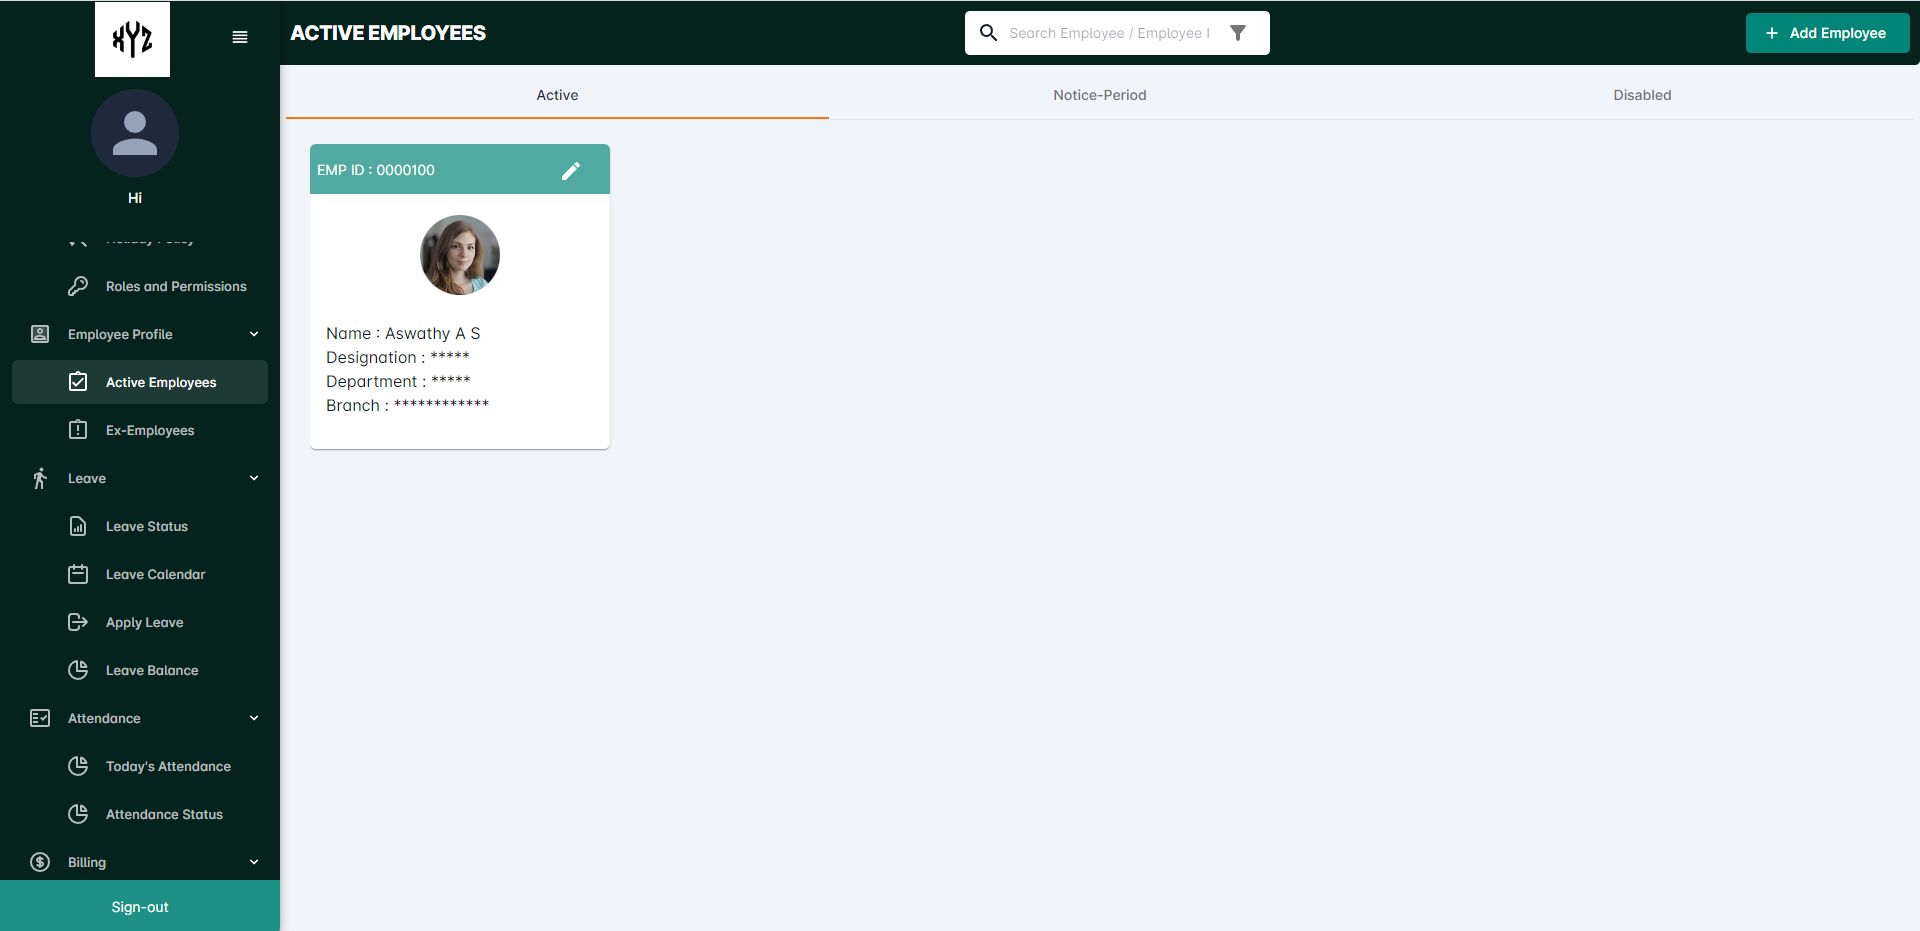 XYZ
ACTIVE EMPLOYEES
Search Employee / Employee I
+ Add Employee
Hi
Holiday Policy
Roles and Permissions
Employee Profile
Active Employees
Ex-Employees
Leave
Leave Status
Leave Calendar
Apply Leave
Leave Balance
Attendance
Today's Attendance
Attendance Status
Billing
Sign-out
Active
Notice-Period
Disabled
EMP ID : 0000100
Name : Aswathy A S
Designation : *****
Department : *****
Branch : ************